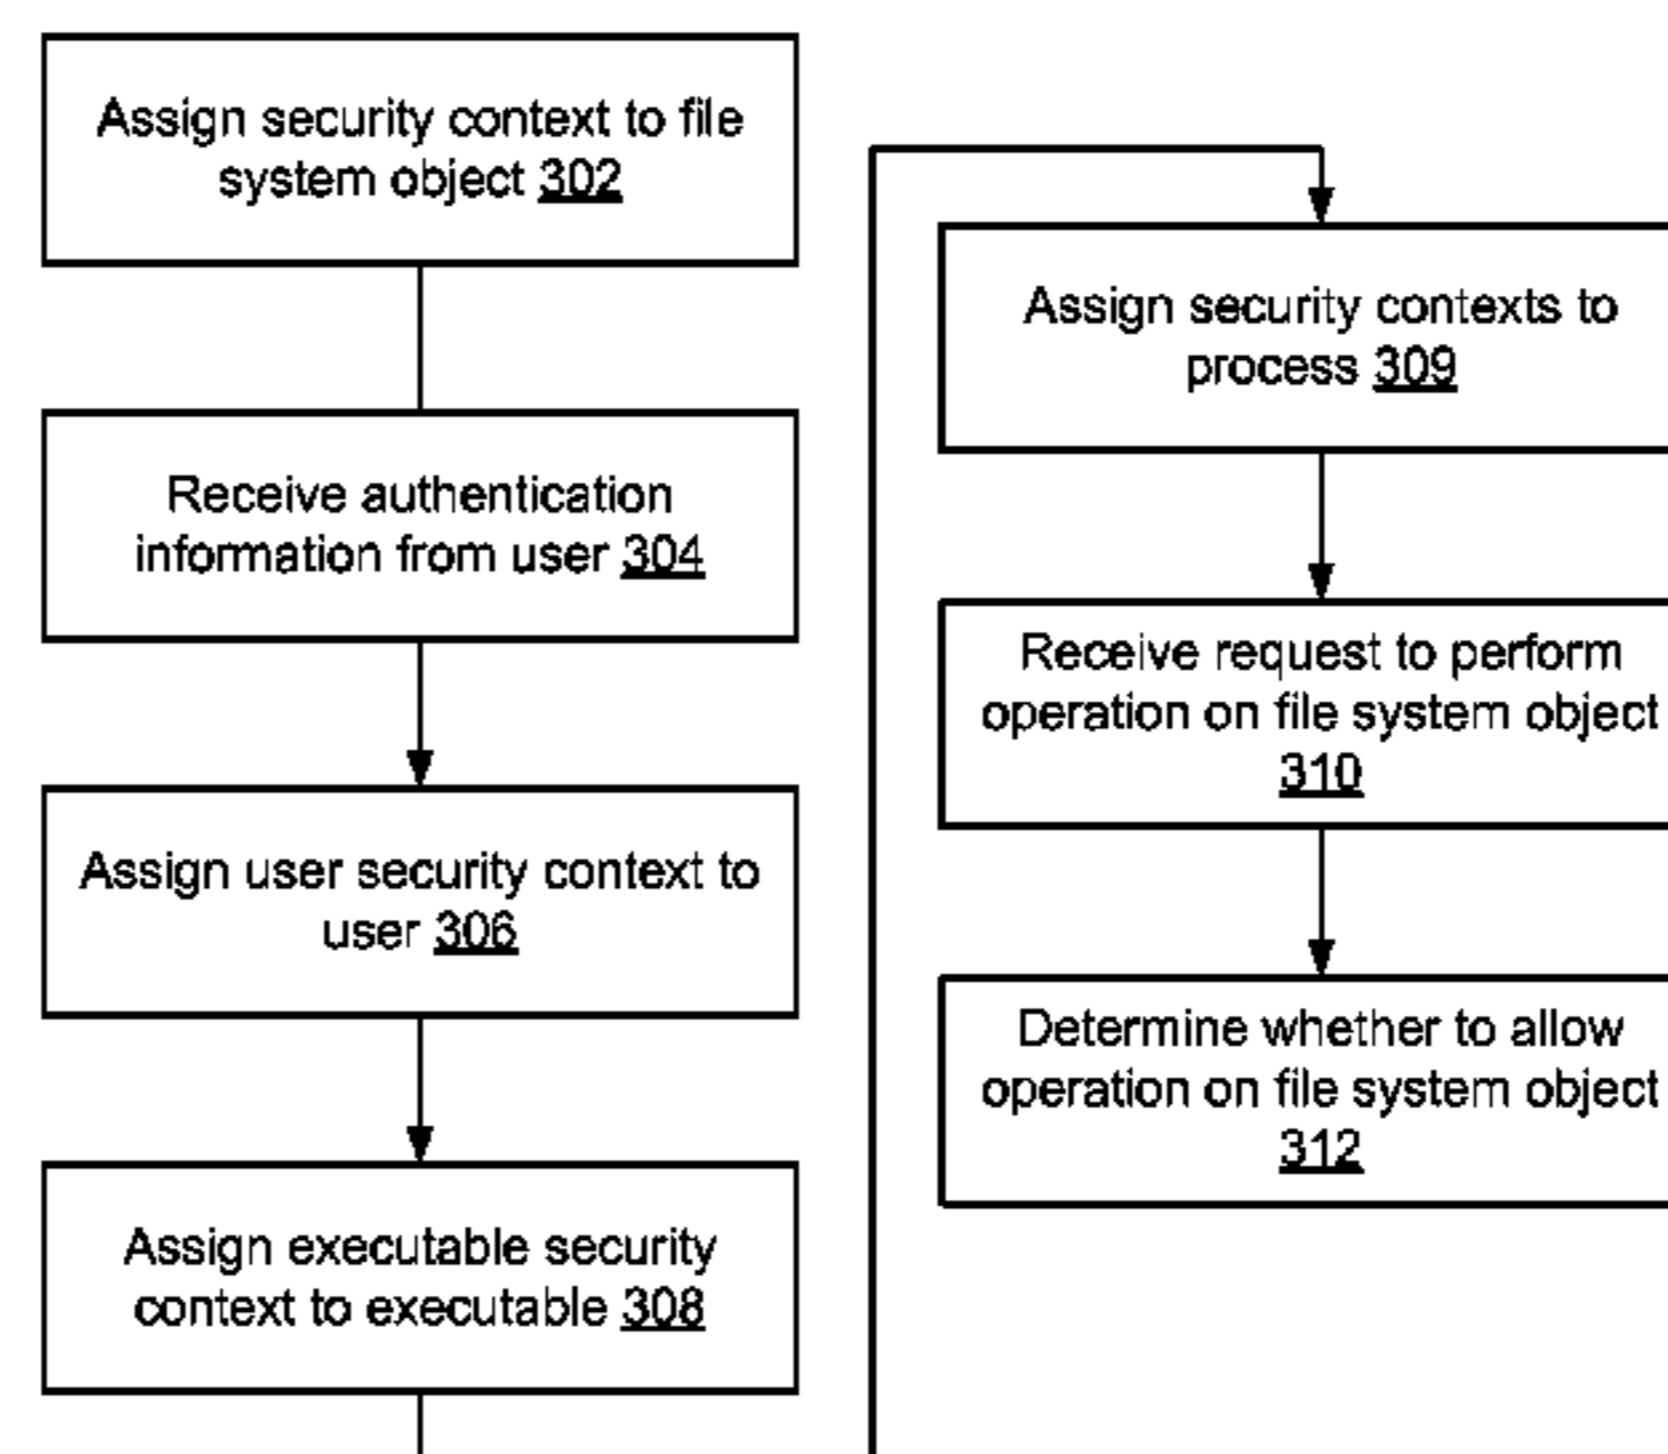 Assign security context to file
system object 302
Receive authentication
information from user 304
Assign user security context to
user 306
Assign executable security
context to executable 308
Assign security contexts to
process 309
Receive request to perform
operation on file system object
310
Determine whether to allow
operation on file system object
312